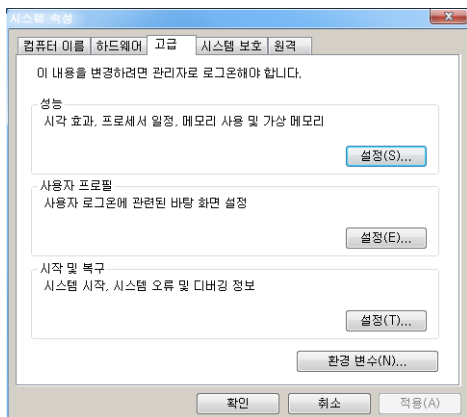 시스템 속성
컴퓨터 이름 하드웨어 고급 시스템 보호 원격
이 내용을 변경하려면 관리자로 로그온해야 합니다.
성능
시각 효과, 프로세서 일정, 메모리 사용 및 가상 메모리
설정(S)...
사용자 프로필
사용자 로그온에 관련된 바탕 화면 설정
설정(E)...
시작 및 복구
시스템 시작, 시스템 오류 및 디버깅 정보
설정(T)...
환경 변수(N)...
확인 취소 적용(A)